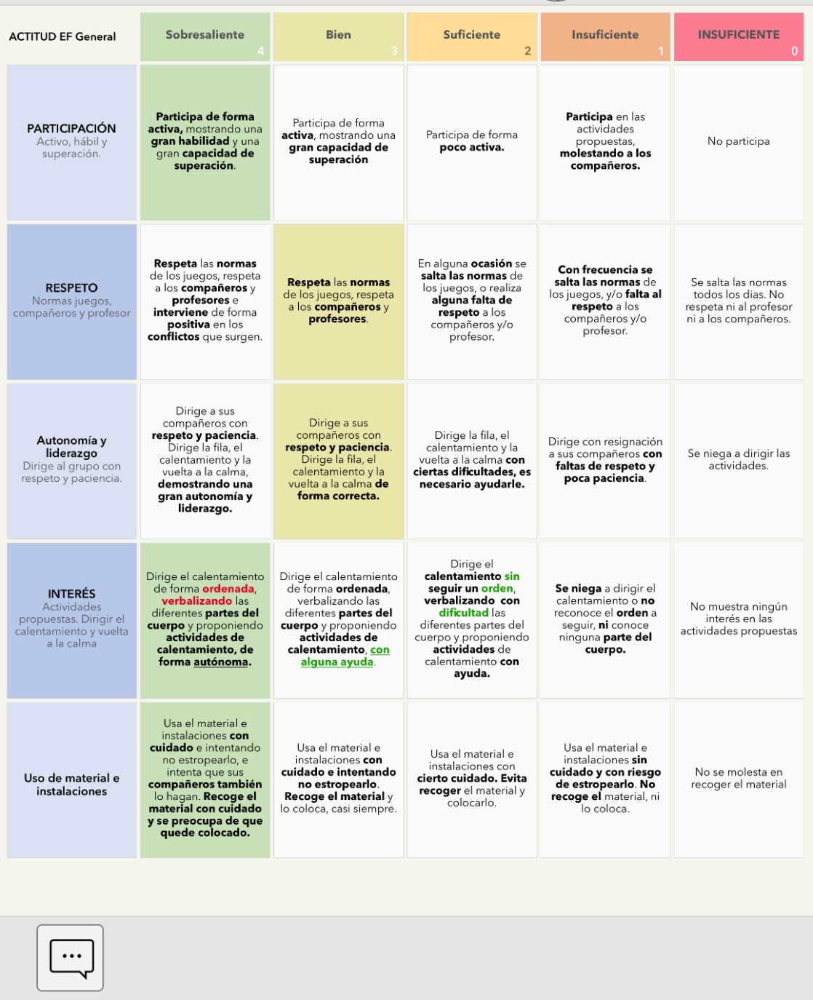 ACTITUD EF General
Sobresaliente
4
Bien
3
Suficiente
2
Insuficiente
1
INSUFICIENTE
0
PARTICIPACIÓN
Activo, hábil y
superación.
Participa de forma
activa, mostrando una
gran habilidad y una
gran capacidad de
superación.
Participa de forma
activa, mostrando una
gran capacidad de
superación
Participa de forma
poco activa.
Participa en las
actividades
propuestas,
molestando a los
compañeros.
No participa
RESPETO
Normas juegos,
compañeros y profesor
Respeta las normas
de los juegos, respeta
a los compañeros y
profesores e
interviene de forma
positiva en los
conflictos que surgen.
Respeta las normas
de los juegos, respeta
a los compañeros y
profesores.
En alguna ocasión se
salta las normas de
los juegos, o realiza
alguna falta de
respeto a los
compañeros y/o
profesor.
Con frecuencia se
salta las normas de
los juegos, y/o falta al
respeto a los
compañeros y/o
profesor.
Se salta las normas
todos los dias. No
respeta ni al profesor
ni a los compañeros.
Autonomía y
liderazgo
Dirige al grupo con
respeto y paciencia.
Dirige a sus
compañeros con
respeto y paciencia.
Dirige la fila, el
calentamiento y la
vuelta a la calma,
demostrando una
gran autonomía y
liderazgo.
Dirige a sus
compañeros con
respeto y paciencia.
Dirige la fila, el
calentamiento y la
vuelta a la calma de
forma correcta.
Dirige la fila, el
calentamiento y la
vuelta a la calma con
ciertas dificultades, es
necesario ayudarle.
Dirige con resignación
a sus compañeros con
faltas de respeto y
poca paciencia.
Se niega a dirigir las
actividades.
INTERÉS
Actividades
propuestas. Dirigir el
calentamiento y vuelta
a la calma
Dirige el calentamiento
de forma ordenada,
verbalizando las
diferentes partes del
cuerpo y proponiendo
actividades de
calentamiento, de
forma autónoma.
Dirige el calentamiento
de forma ordenada,
verbalizando las
diferentes partes del
cuerpo y proponiendo
actividades de
calentamiento, con
alguna ayuda.
Dirige el
calentamiento sin
seguir un orden,
verbalizando con
dificultad las
diferentes partes del
cuerpo y proponiendo
actividades de
calentamiento con
ayuda.
Se niega a dirigir el
calentamiento o no
reconoce el orden a
seguir, ni conoce
ninguna parte del
cuerpo.
No muestra ningún
interés en las
actividades propuestas
Uso de material e
instalaciones
Usa el material e
instalaciones con
cuidado e intentando
no estropearlo, e
intenta que sus
compañeros también
lo hagan. Recoge el
material con cuidado
y se preocupa de que
quede colocado.
Usa el material e
instalaciones con
cuidado e intentando
no estropearlo.
Recoge el material y
lo coloca, casi siempre.
Usa el material e
instalaciones con
cierto cuidado. Evita
recoger el material y
colocarlo.
Usa el material e
instalaciones sin
cuidado y con riesgo
de estropearlo. No
recoge el material, ni
lo coloca.
No se molesta en
recoger el material